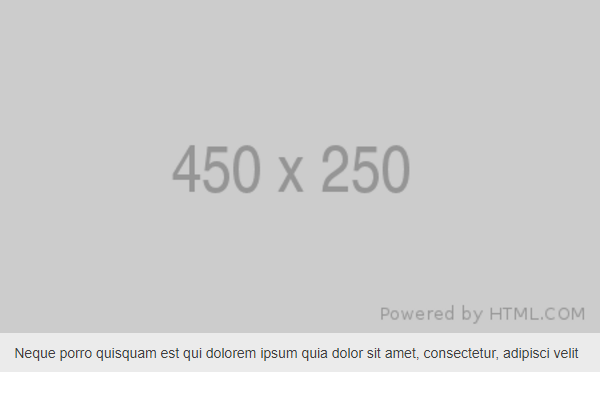 450 x 250
Powered by HTML.COM
Neque porro quisquam est qui dolorem ipsum quia dolor sit amet, consectetur, adipisci velit